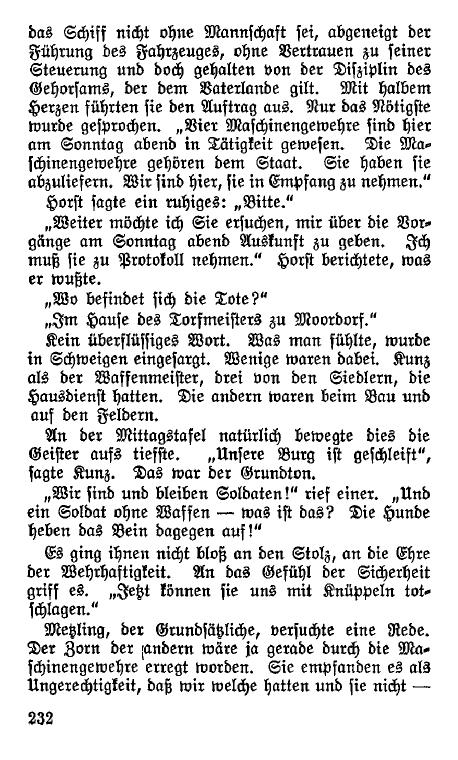 das Schiff nicht ohne Mannschaft sei, abgeneigt der
Führung des Fahrzeuges, ohne Vertrauen zu seiner
Steuerung und doch gehalten von der Disziplin des
Gehorsams, der dem Vaterlande gilt. Mit halbem
Herzen führten sie den Auftrag aus. Nur das Nötigste
wurde gesprochen. „Vier Maschinengewehre sind hier
am Sonntag abend in Tätigkeit gewesen. Die Ma-
schinengewehre gehören dem Staat. Sie haben sie
abzuliefern. Wir sind hier, sie in Empfang zu nehmen.“
Horst sagte ein ruhiges: „Bitte.“
„Weiter möchte ich Sie ersuchen, mir über die Vor-
gänge am Sonntag abend Auskunft zu geben. Ich
muß sie zu Protokoll nehmen.“ Horst berichtete, was
er wußte.
„Wo befindet sich die Tote?“
„Im Hause des Torfmeisters zu Moordorf.“
Kein überflüssiges Wort. Was man fühlte, wurde
in Schweigen eingesargt. Wenige waren dabei. Kunz
als der Waffenmeister, drei von den Siedlern, die
Hausdienst hatten. Die andern waren beim Bau und
auf den Feldern.
An der Mittagstafel natürlich bewegte dies die
Geister aufs tiefste. „Unsere Burg ist geschleift“,
sagte Kunz. Das war der Grundton.
„Wir sind und bleiben Soldaten!“ rief einer. „Und
ein Soldat ohne Waffen — was ist das? Die Hunde
heben das Bein dagegen auf!“
Es ging ihnen nicht bloß an den Stolz, an die Ehre
der Wehrhaftigkeit. An das Gefühl der Sicherheit
griff es. „Jetzt können sie uns mit Knüppeln tot-
schlagen.“
Metzling, der Grundsätzliche, versuchte eine Rede.
Der Zorn der andern wäre ja gerade durch die Ma-
schinengewehre erregt worden. Sie empfanden es als
Ungerechtigkeit, daß wir welche hatten und sie nicht —
232